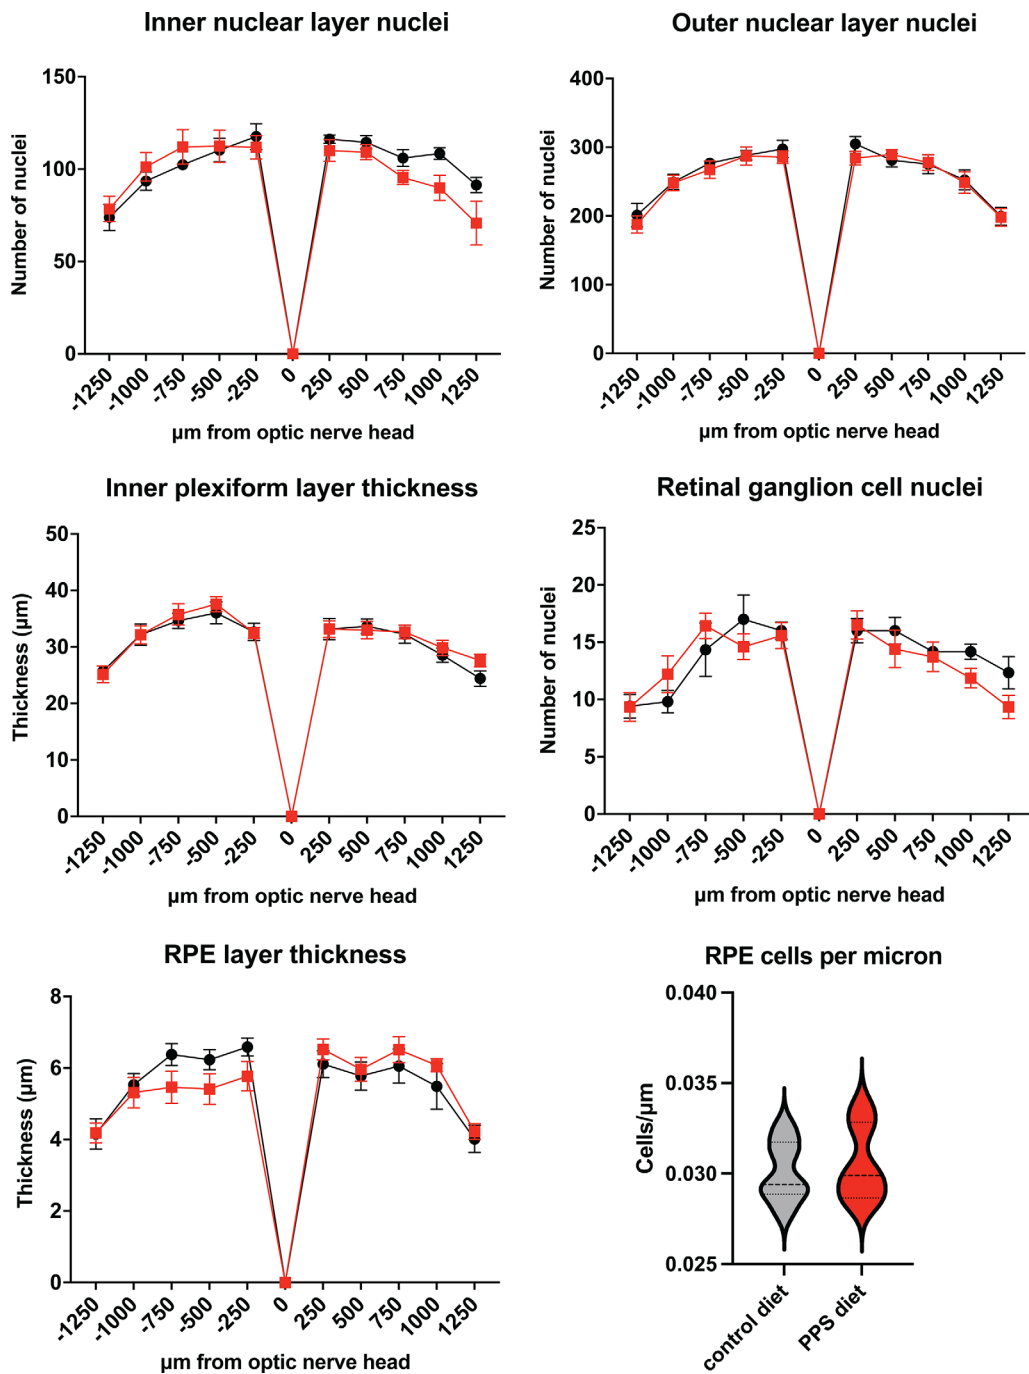 Inner nuclear layer nuclei
Number of nuclei
150
100
50
0
-1250 -1000 -750 -500 -250 0 250 500 750 1000 1250
µm from optic nerve head
Outer nuclear layer nuclei
Number of nuclei
400
300
200
100
0
-1250 -1000 -750 -500 -250 0 250 500 750 1000 1250
µm from optic nerve head
Inner plexiform layer thickness
Thickness (µm)
50
40
30
20
10
0
-1250 -1000 -750 -500 -250 0 250 500 750 1000 1250
µm from optic nerve head
Retinal ganglion cell nuclei
Number of nuclei
25
20
15
10
5
0
-1250 -1000 -750 -500 -250 0 250 500 750 1000 1250
µm from optic nerve head
RPE layer thickness
Thickness (µm)
8
6
4
2
0
-1250 -1000 -750 -500 -250 0 250 500 750 1000 1250
µm from optic nerve head
RPE cells per micron
Cells/µm
0.040
0.035
0.030
0.025
control diet
PPS diet